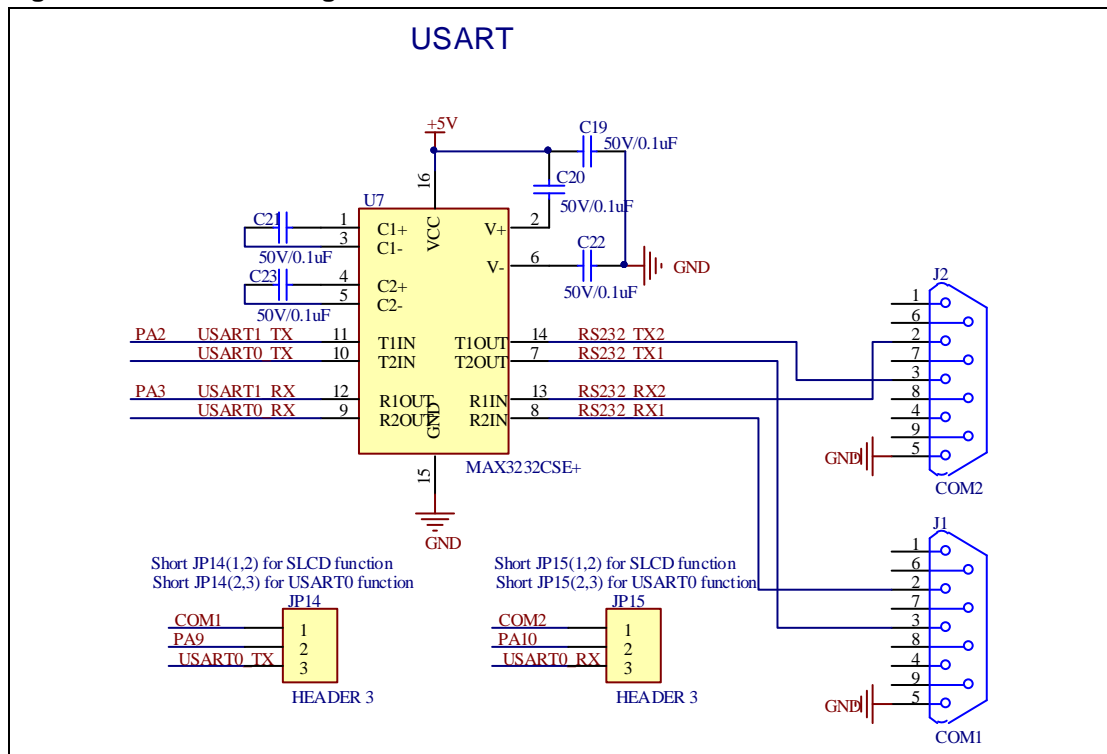 USART
+5V
C19
50V/0.1uF
C20
50V/0.1uF
16
U7
VCC
C21
1
C1+
3
C1-
50V/0.1uF
C23
4
C2+
5
C2-
50V/0.1uF
V+
2
V-
6
C22
50V/0.1uF
GND
PA2
USART1_TX
11
T1IN
T1OUT
14
RS232_TX2
USART0_TX
10
T2IN
T2OUT
7
RS232_TX1
PA3
USART1_RX
12
R1OUT
R1IN
13
RS232_RX2
USART0_RX
9
R2OUT
GND
R2IN
8
RS232_RX1
15
MAX3232CSE+
GND
J2
1
6
2
7
3
8
4
9
GND
5
COM2
J1
1
6
2
7
3
8
4
9
GND
5
COM1
Short JP14(1,2) for SLCD function
Short JP14(2,3) for USART0 function
JP14
COM1
1
PA9
2
USART0_TX
3
HEADER 3
Short JP15(1,2) for SLCD function
Short JP15(2,3) for USART0 function
JP15
COM2
1
PA10
2
USART0_RX
3
HEADER 3